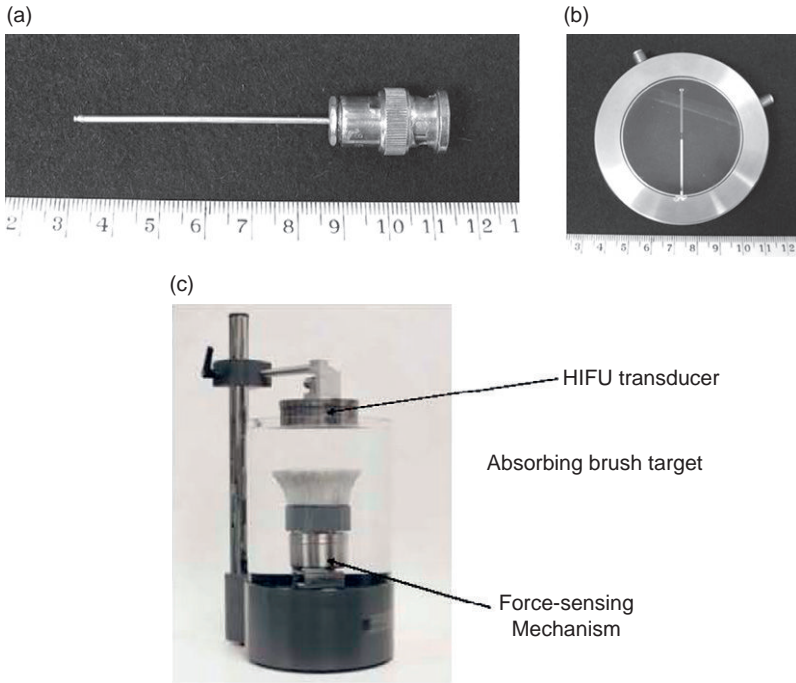 (a)
2 3 4 5 6 7 8 9 10 11 12 1
(b)
3 4 5 6 7 8 9 10 11 12
(c)
HIFU transducer
Absorbing brush target
Force-sensing
Mechanism